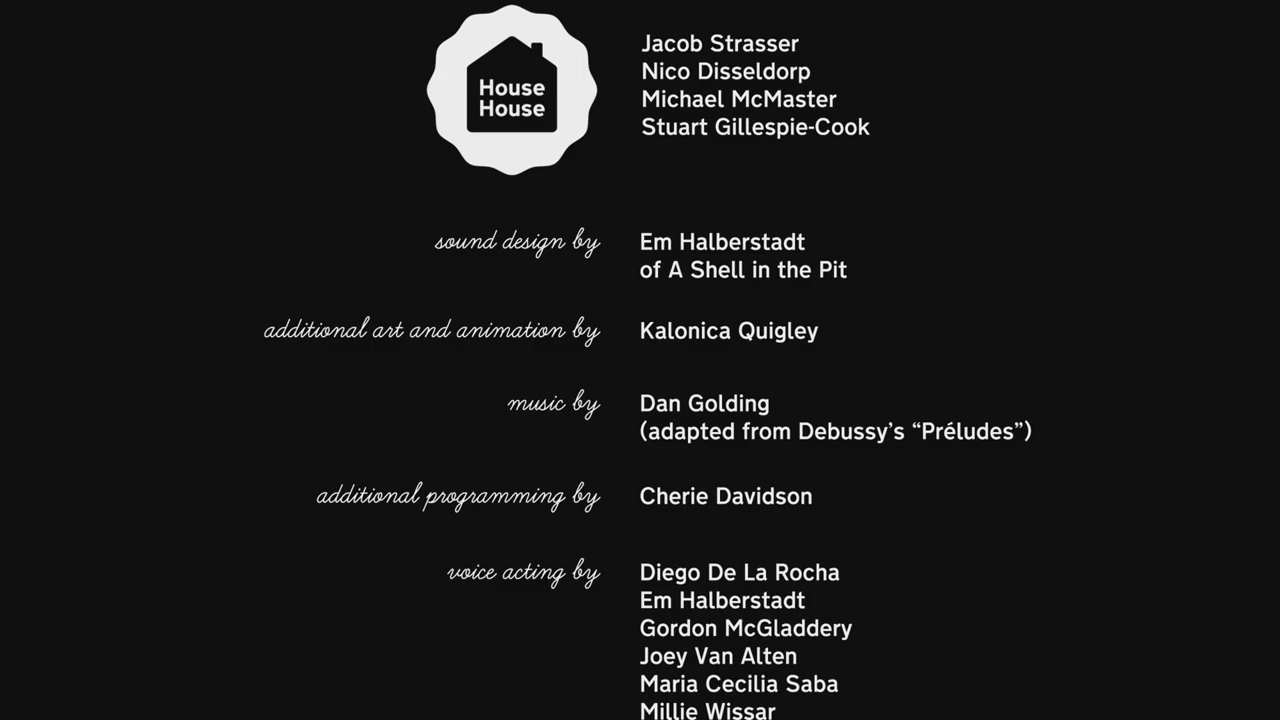 House
House
Jacob Strasser
Nico Disseldorp
Michael McMaster
Stuart Gillespie-Cook
sound design by Em Halberstadt
of A Shell in the Pit
additional art and animation by Kalonica Quigley
music by Dan Golding
(adapted from Debussy’s “Préludes”)
additional programming by Cherie Davidson
voice acting by Diego De La Rocha
Em Halberstadt
Gordon McGladdery
Joey Van Alten
Maria Cecilia Saba
Millie Wissar